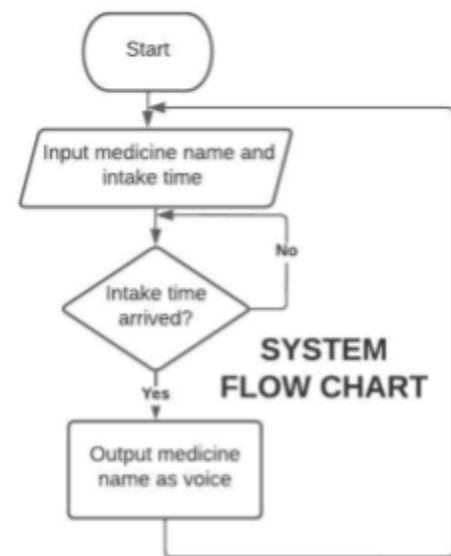 Start
Input medicine name and
intake time
No
Intake time
arrived?
SYSTEM
FLOW CHART
Yes
Output medicine
name as voice